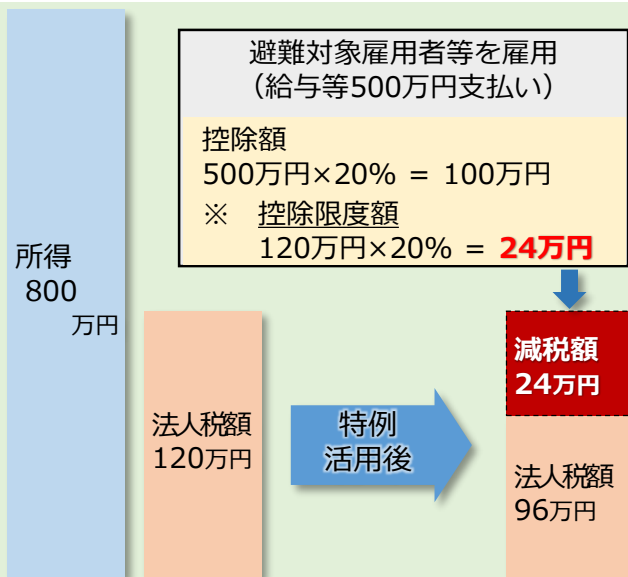 避難対象雇用者等を雇用
（給与等500万円支払い）
控除額
500万円×20% = 100万円
※ 控除限度額
120万円×20% = 24万円
所得
800
万円
法人税額
120万円
特例
活用後
減税額
24万円
法人税額
96万円